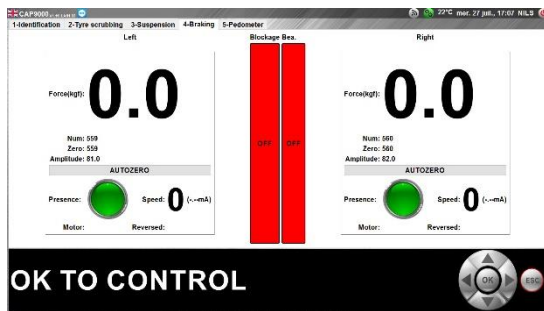 CAP9000
22°C mer. 27 juil., 17:07 NILS
1-Identification 2-Tyre scrubbing 3-Suspension 4-Braking 5-Pedometer
Left
Blockage Bea.
Right
Force(kgf): 0.0
Num: 559
Zero: 559
Amplitude: 81.0
AUTOZERO
Presence:
Speed: 0 (-.--mA)
Motor:
Reversed:
OFF OFF
Force(kgf): 0.0
Num: 560
Zero: 560
Amplitude: 82.0
AUTOZERO
Presence:
Speed: 0 (-.--mA)
Motor:
Reversed:
OK TO CONTROL
OK
ESC